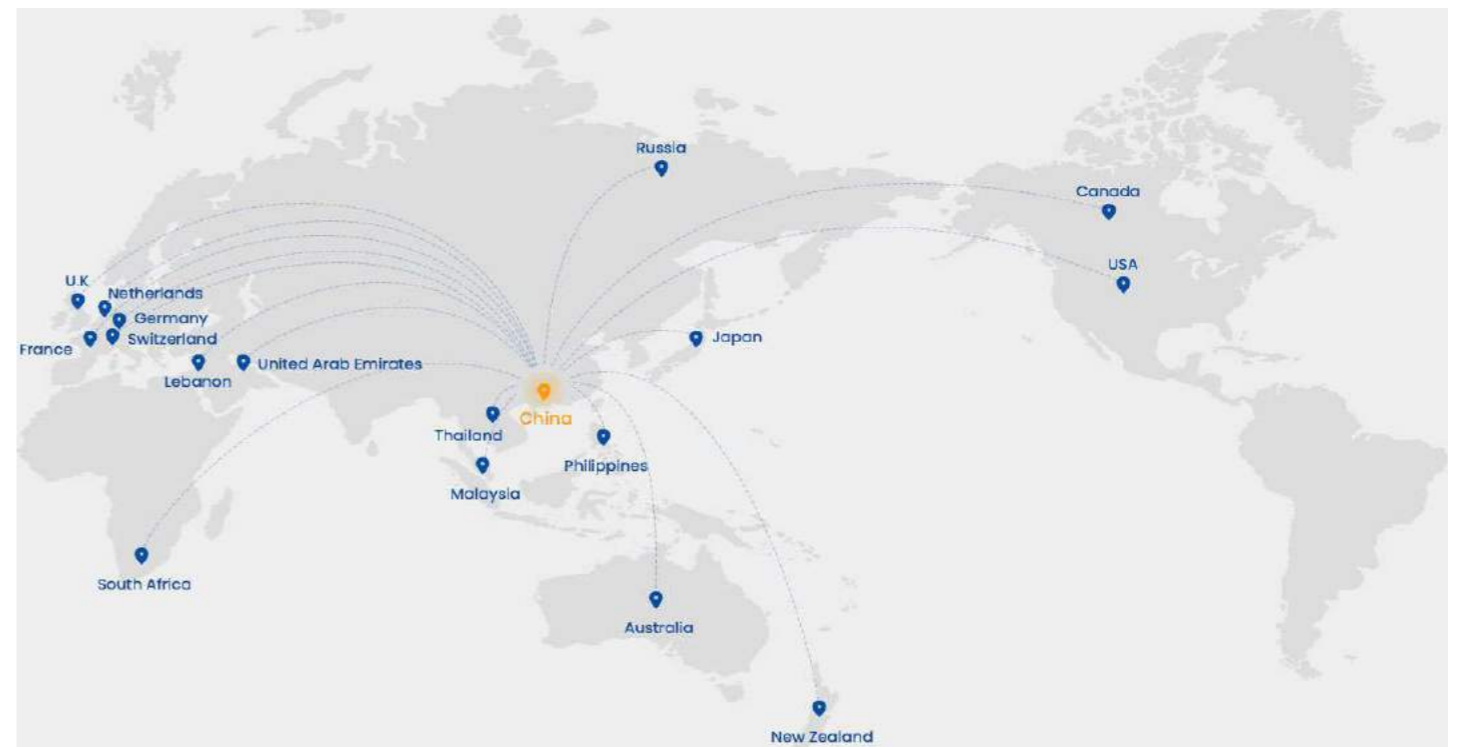 Russia
Canada
USA
U.K
Netherlands
Germany
Switzerland
France
Japan
United Arab Emirates
Lebanon
China
Thailand
Philippines
Malaysia
South Africa
Australia
New Zealand